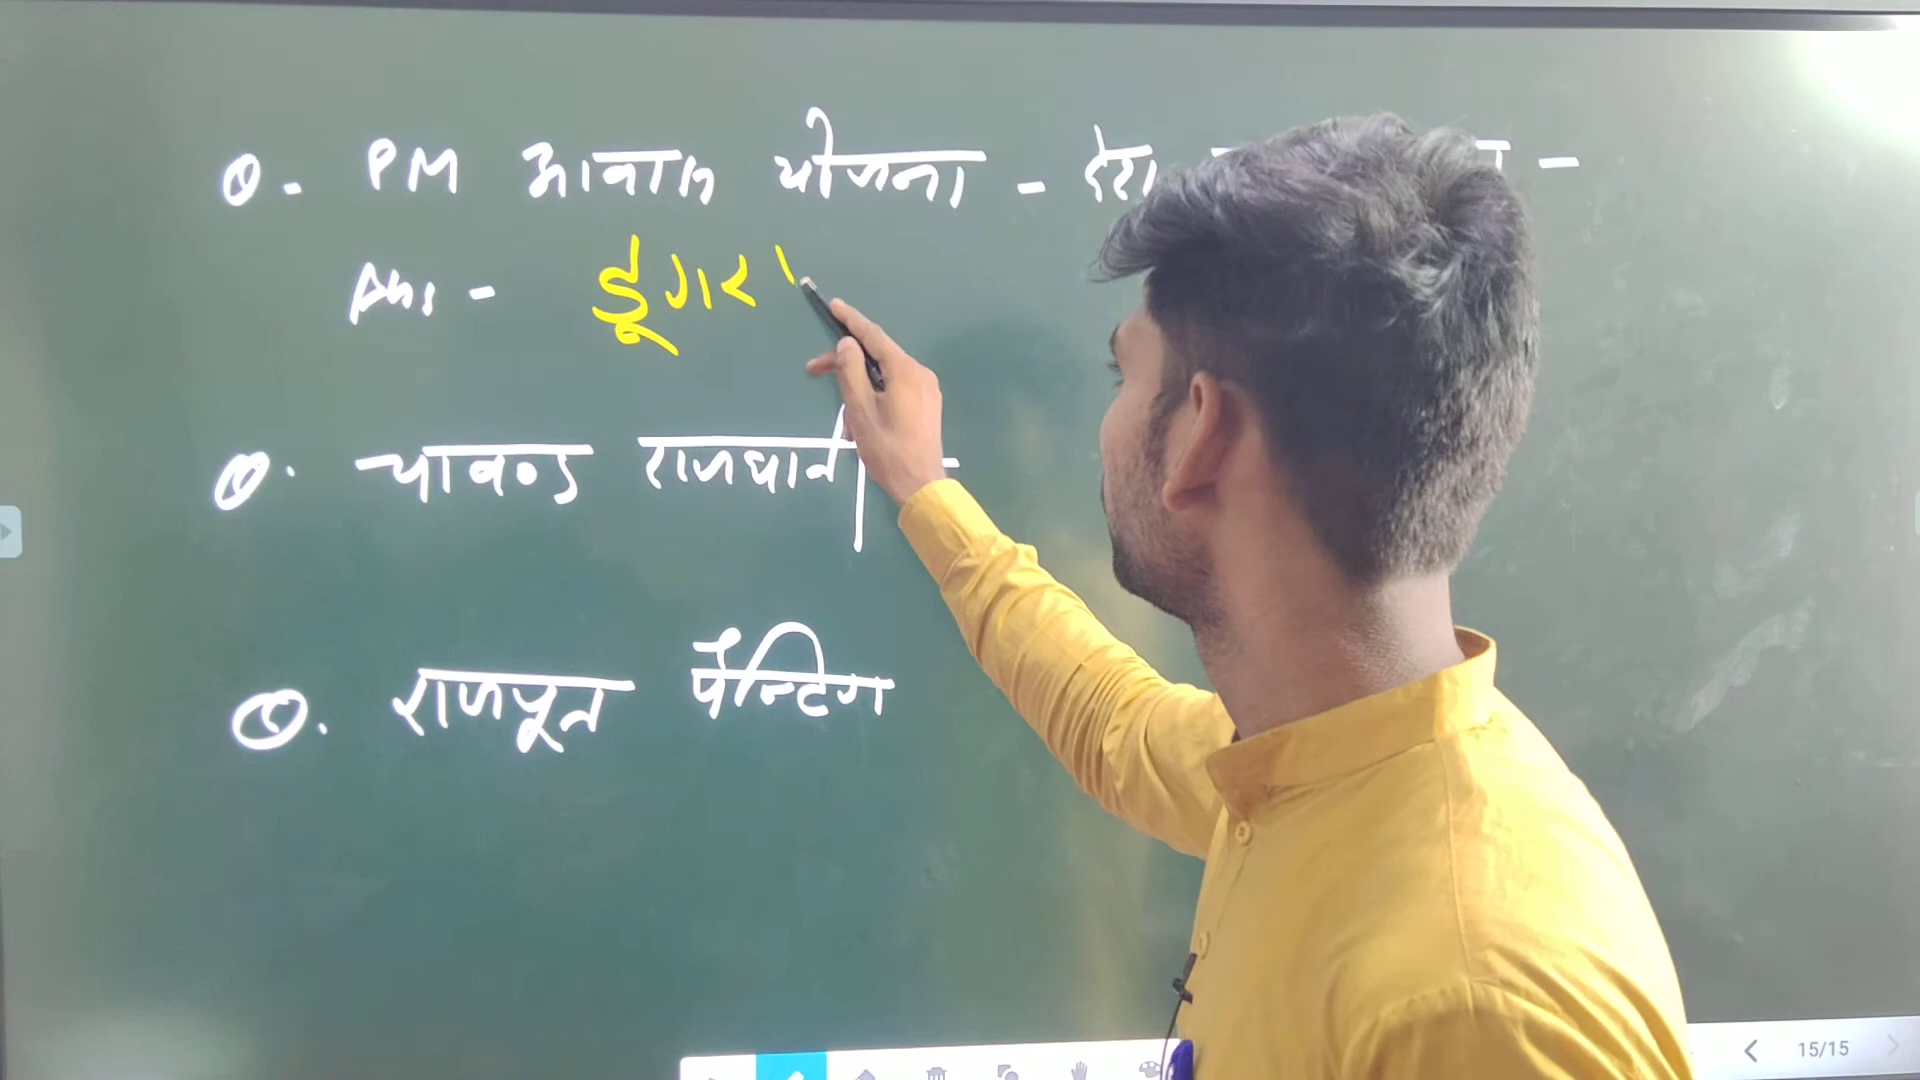 Q. - PM आवास योजना - देश -
Ans - डूंगर
Q. चावण्ड राजधानी -
Q. राजपूत पेन्टिंग
15/15